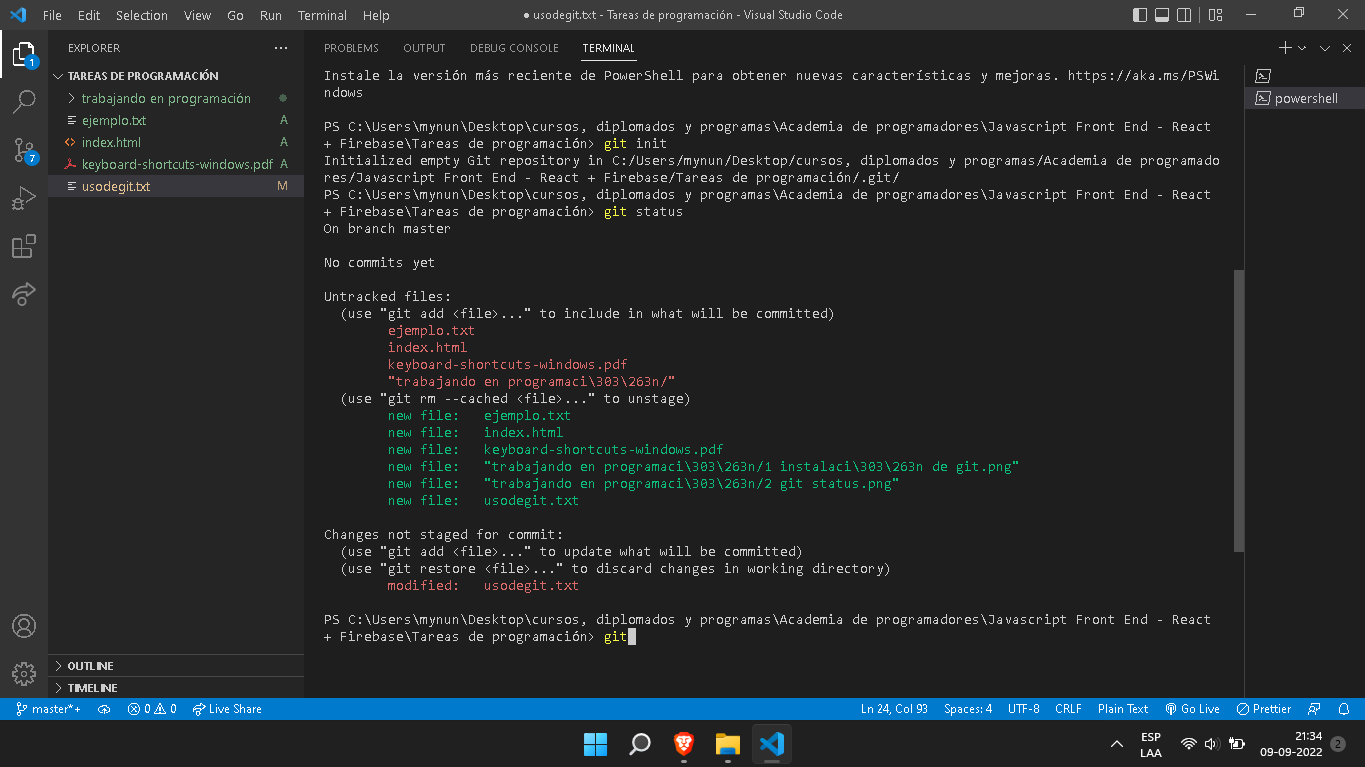 File Edit Selection View Go Run Terminal Help
● usodegit.txt - Tareas de programación - Visual Studio Code
EXPLORER
TAREAS DE PROGRAMACIÓN
trabajando en programación
ejemplo.txt A
index.html A
keyboard-shortcuts-windows.pdf A
usodegit.txt M
OUTLINE
TIMELINE
1
7
PROBLEMS OUTPUT DEBUG CONSOLE TERMINAL
Instale la versión más reciente de PowerShell para obtener nuevas características y mejoras. https://aka.ms/PSWi
ndows
PS C:\Users\mynun\Desktop\cursos, diplomados y programas\Academia de programadores\Javascript Front End - React
+ Firebase\Tareas de programación> git init
Initialized empty Git repository in C:/Users/mynun/Desktop/cursos, diplomados y programas/Academia de programado
res/Javascript Front End - React + Firebase/Tareas de programación/.git/
PS C:\Users\mynun\Desktop\cursos, diplomados y programas\Academia de programadores\Javascript Front End - React
+ Firebase\Tareas de programación> git status
On branch master
No commits yet
Untracked files:
(use "git add <file>..." to include in what will be committed)
ejemplo.txt
index.html
keyboard-shortcuts-windows.pdf
"trabajando en programaci\303\263n/"
(use "git rm --cached <file>..." to unstage)
new file: ejemplo.txt
new file: index.html
new file: keyboard-shortcuts-windows.pdf
new file: "trabajando en programaci\303\263n/1 instalaci\303\263n de git.png"
new file: "trabajando en programaci\303\263n/2 git status.png"
new file: usodegit.txt
Changes not staged for commit:
(use "git add <file>..." to update what will be committed)
(use "git restore <file>..." to discard changes in working directory)
modified: usodegit.txt
PS C:\Users\mynun\Desktop\cursos, diplomados y programas\Academia de programadores\Javascript Front End - React
+ Firebase\Tareas de programación> git
powershell
master*+ 0 0 Live Share Ln 24, Col 93 Spaces: 4 UTF-8 CRLF Plain Text Go Live Prettier
ESP
LAA
21:34
09-09-2022
2